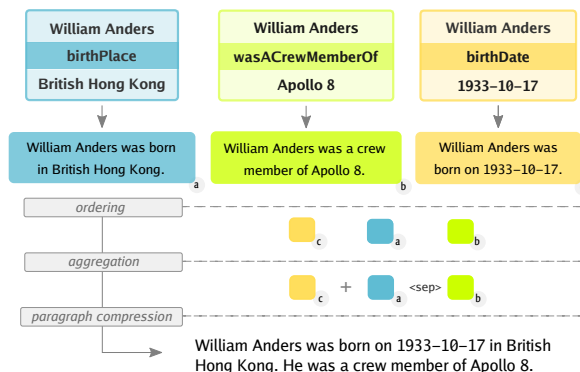 William Anders
birthPlace
British Hong Kong
William Anders
wasACrewMemberOf
Apollo 8
William Anders
birthDate
1933-10-17
William Anders was born
in British Hong Kong.
a
William Anders was a crew
member of Apollo 8.
b
William Anders was
born on 1933-10-17.
ordering
c
a
b
aggregation
c
+
a
<sep>
b
paragraph compression
William Anders was born on 1933-10-17 in British
Hong Kong. He was a crew member of Apollo 8.